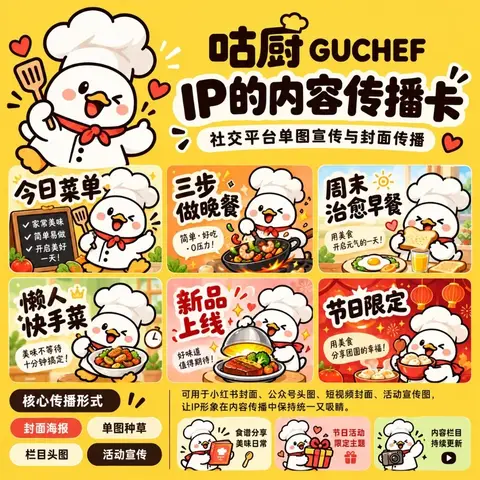 咕厨 GUCHEF
IP的内容传播卡
社交平台单图宣传与封面传播
今日菜单
✓ 家常美味
✓ 简单易做
✓ 开启美好
一天!
三步
做晚餐
简单·好吃·
0压力!
周末
治愈早餐
用美食
开启元气的一天!
懒人
快手菜
美味不等待
十分钟搞定!
新品
上线
好味道
值得期待!
节日限定
用美食
分享团圆的幸福!
核心传播形式
封面海报
单图种草
栏目头图
活动宣传
可用于小红书封面、公众号头图、短视频封面、活动宣传图,
让IP形象在内容传播中保持统一又吸睛。
食谱分享
美味日常
节日活动
限定主题
内容栏目
持续更新